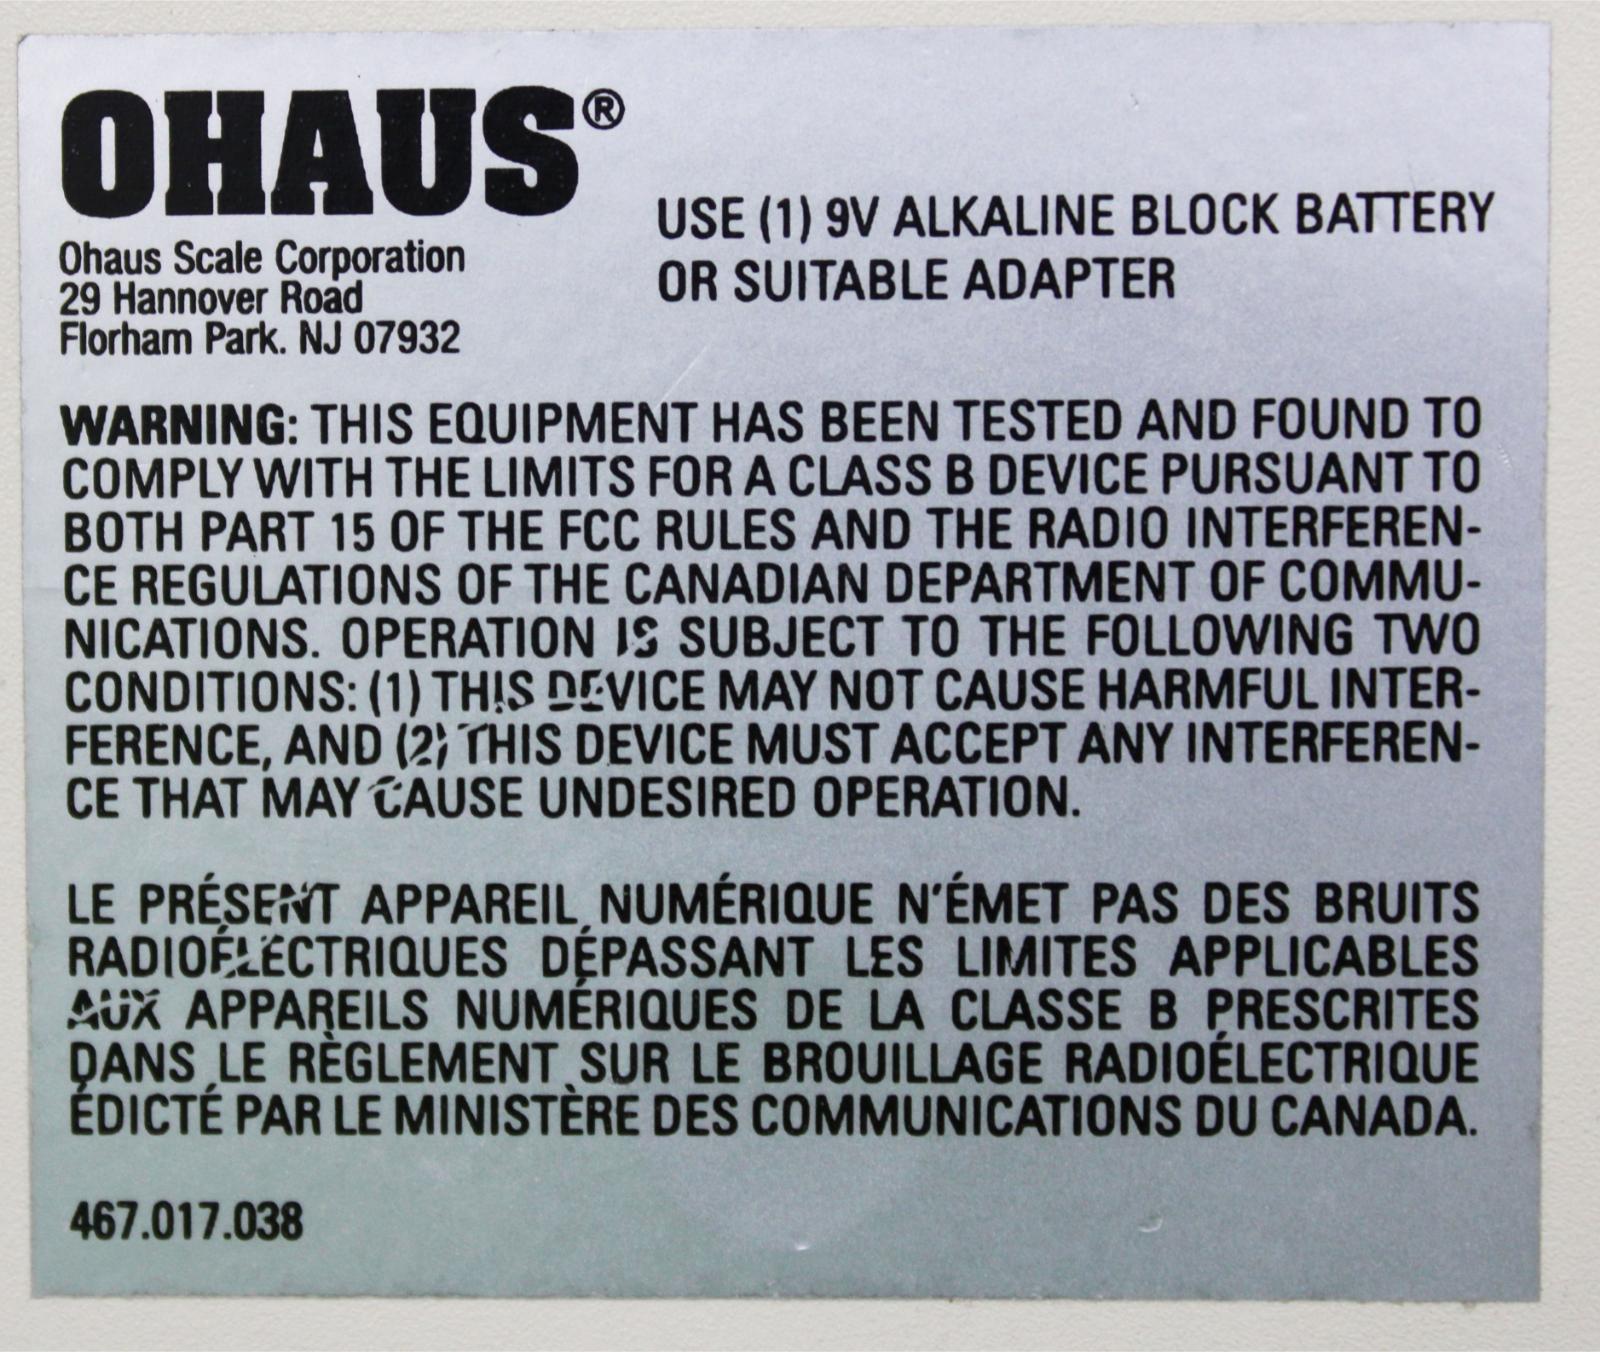 OHAUS®
Ohaus Scale Corporation
29 Hannover Road
Florham Park. NJ 07932
USE (1) 9V ALKALINE BLOCK BATTERY
OR SUITABLE ADAPTER
WARNING: THIS EQUIPMENT HAS BEEN TESTED AND FOUND TO
COMPLY WITH THE LIMITS FOR A CLASS B DEVICE PURSUANT TO
BOTH PART 15 OF THE FCC RULES AND THE RADIO INTERFEREN-
CE REGULATIONS OF THE CANADIAN DEPARTMENT OF COMMU-
NICATIONS. OPERATION IS SUBJECT TO THE FOLLOWING TWO
CONDITIONS: (1) THIS DEVICE MAY NOT CAUSE HARMFUL INTER-
FERENCE, AND (2) THIS DEVICE MUST ACCEPT ANY INTERFEREN-
CE THAT MAY CAUSE UNDESIRED OPERATION.
LE PRÉSENT APPAREIL NUMÉRIQUE N'ÉMET PAS DES BRUITS
RADIOÉLECTRIQUES DÉPASSANT LES LIMITES APPLICABLES
AUX APPAREILS NUMÉRIQUES DE LA CLASSE B PRESCRITES
DANS LE RÈGLEMENT SUR LE BROUILLAGE RADIOÉLECTRIQUE
ÉDICTÉ PAR LE MINISTÈRE DES COMMUNICATIONS DU CANADA.
467.017.038